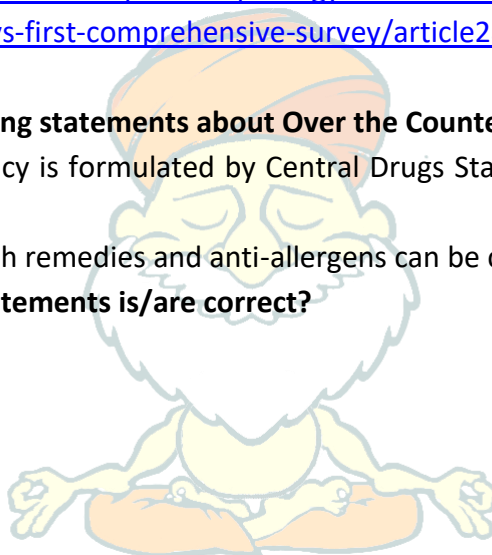 vs-first-comprehensive-survey/article2
ng statements about Over the Counte
cy is formulated by Central Drugs Sta
h remedies and anti-allergens can be
tements is/are correct?